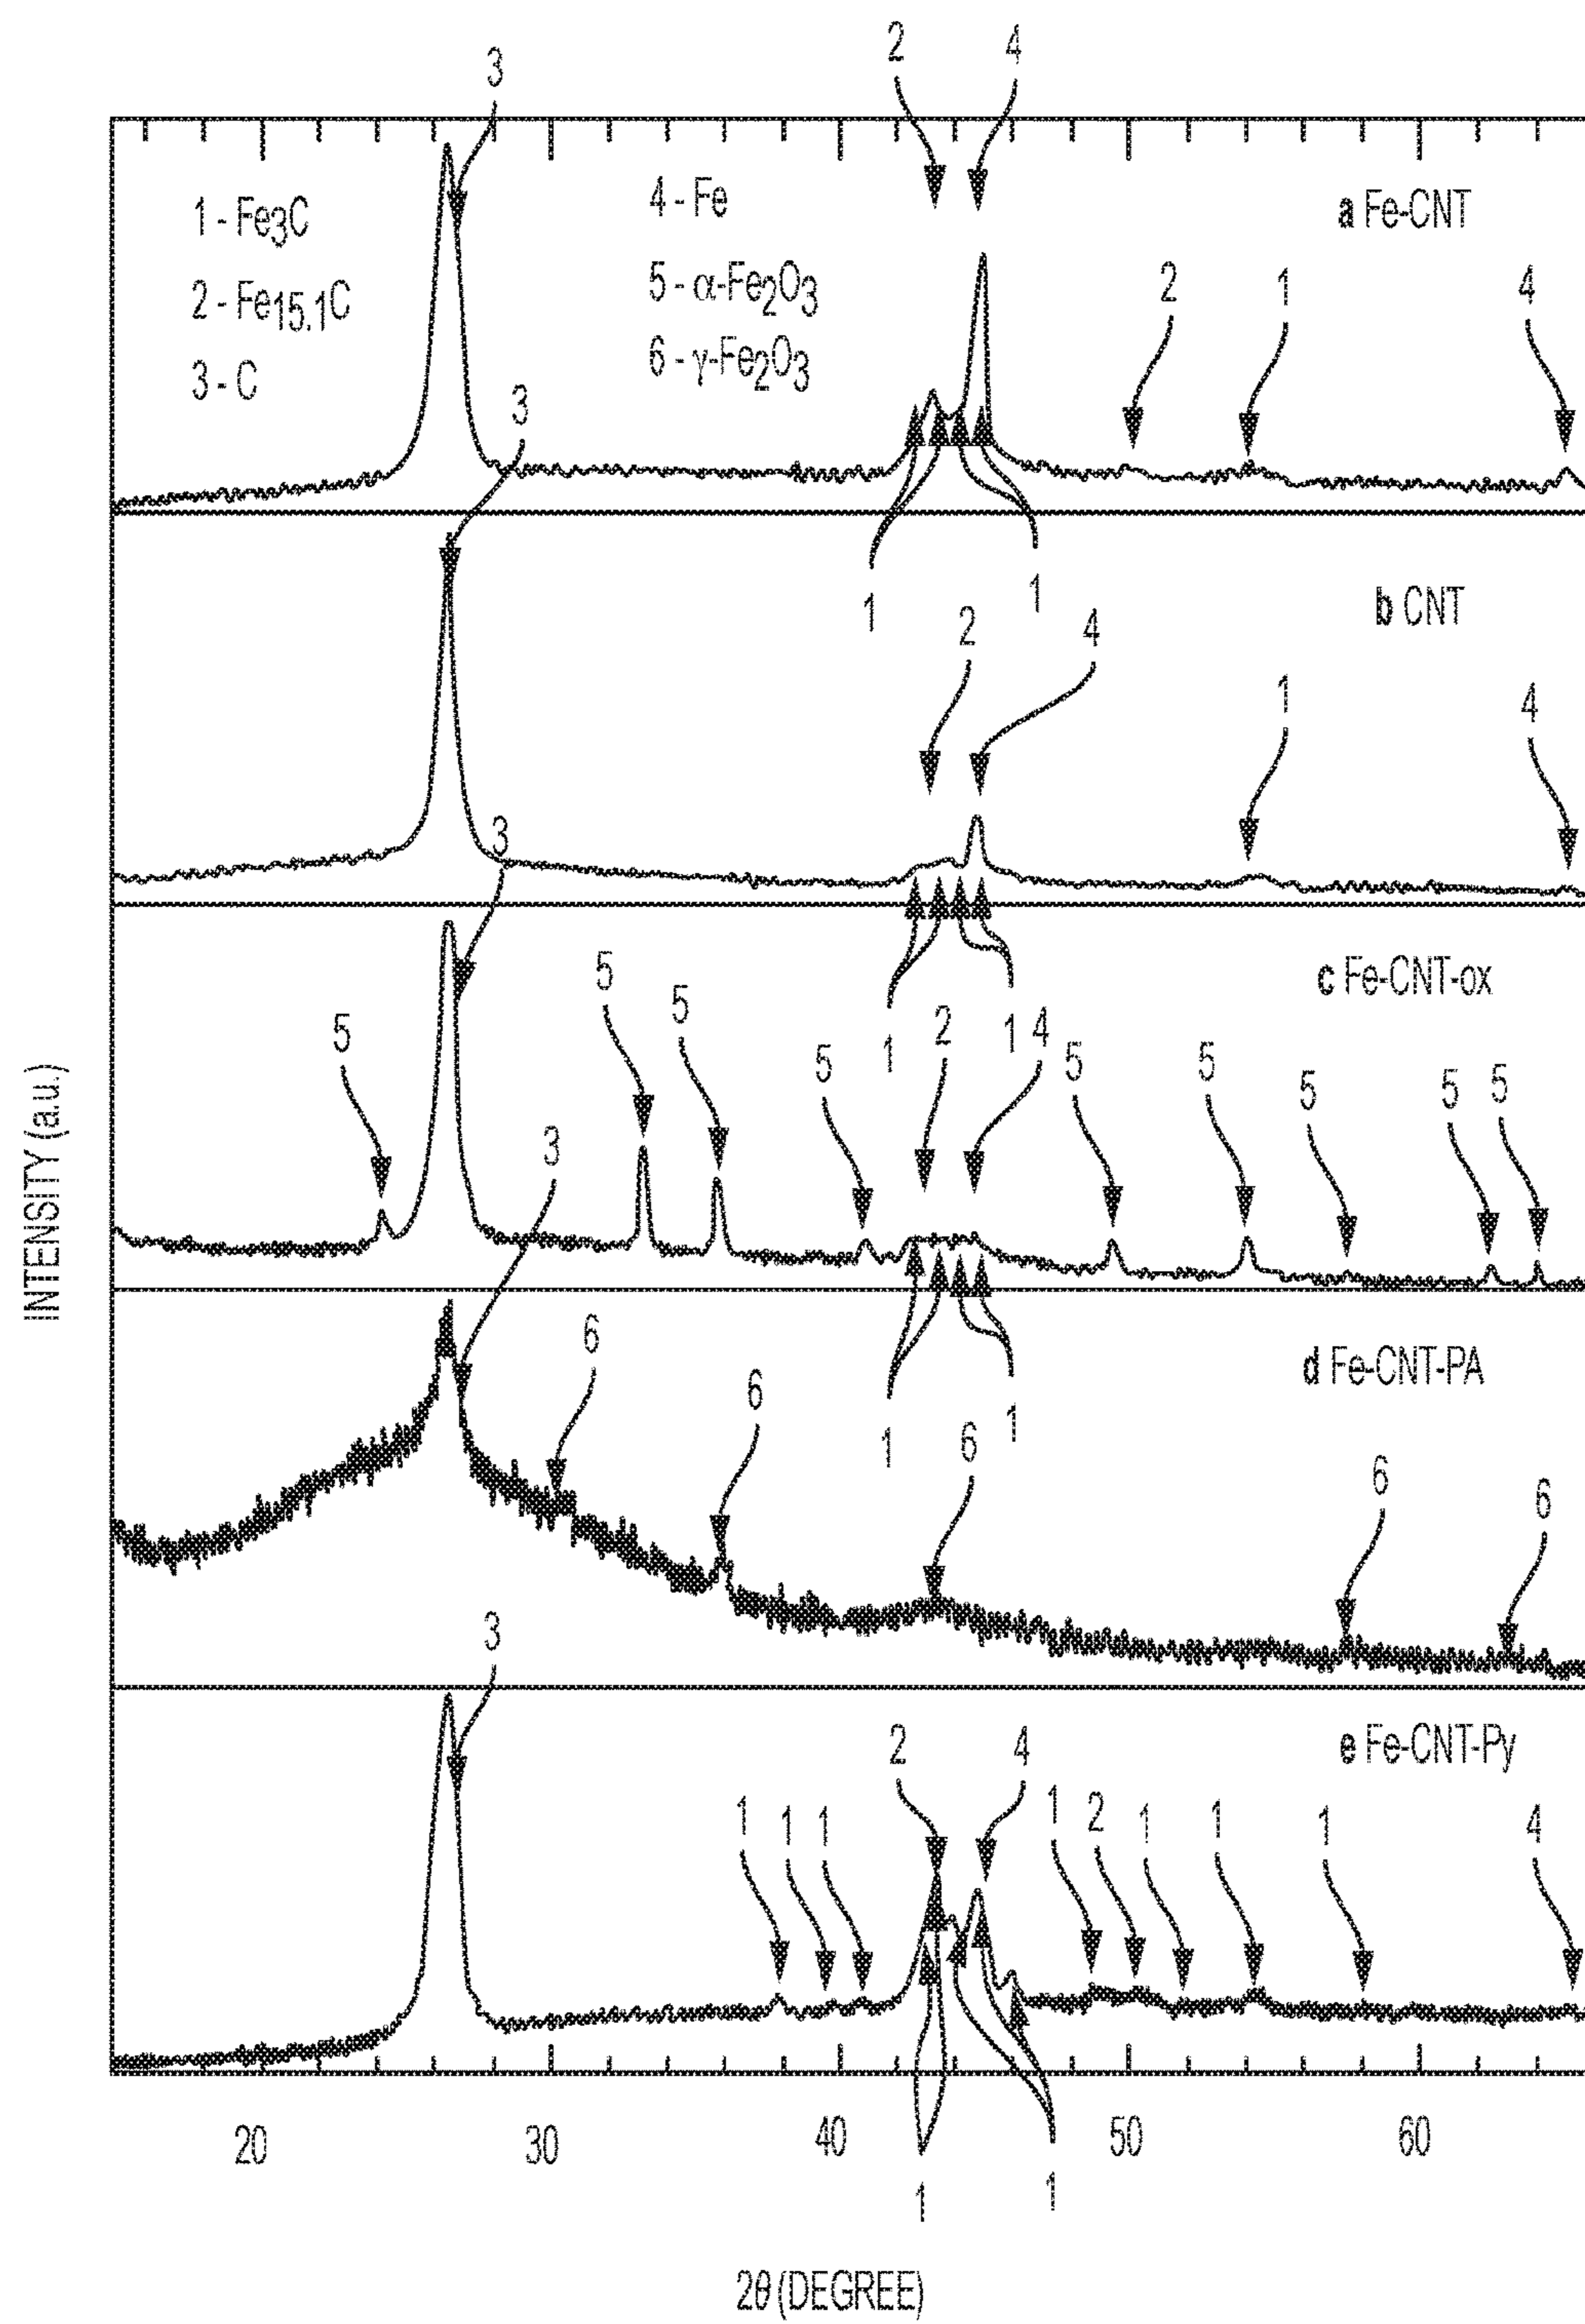 2 4
3
1 - Fe3C 4 - Fe a Fe-CNT
2 - Fe15.1C 5 - α-Fe2O3 2 1 4
3 - C 6 - γ-Fe2O3
3
1 1
b CNT
2 4
1 4
3
c Fe-CNT-ox
5 5 5 5 1 2 1 4 5 5 5 5 5
3
d Fe-CNT-PA
6 6 1 6 1 6 6
3
e Fe-CNT-Py
2 4
1 1 1 1 2 1 1 1 4
INTENSITY (a.u.)
20 30 40 50 60
1 1
2θ (DEGREE)